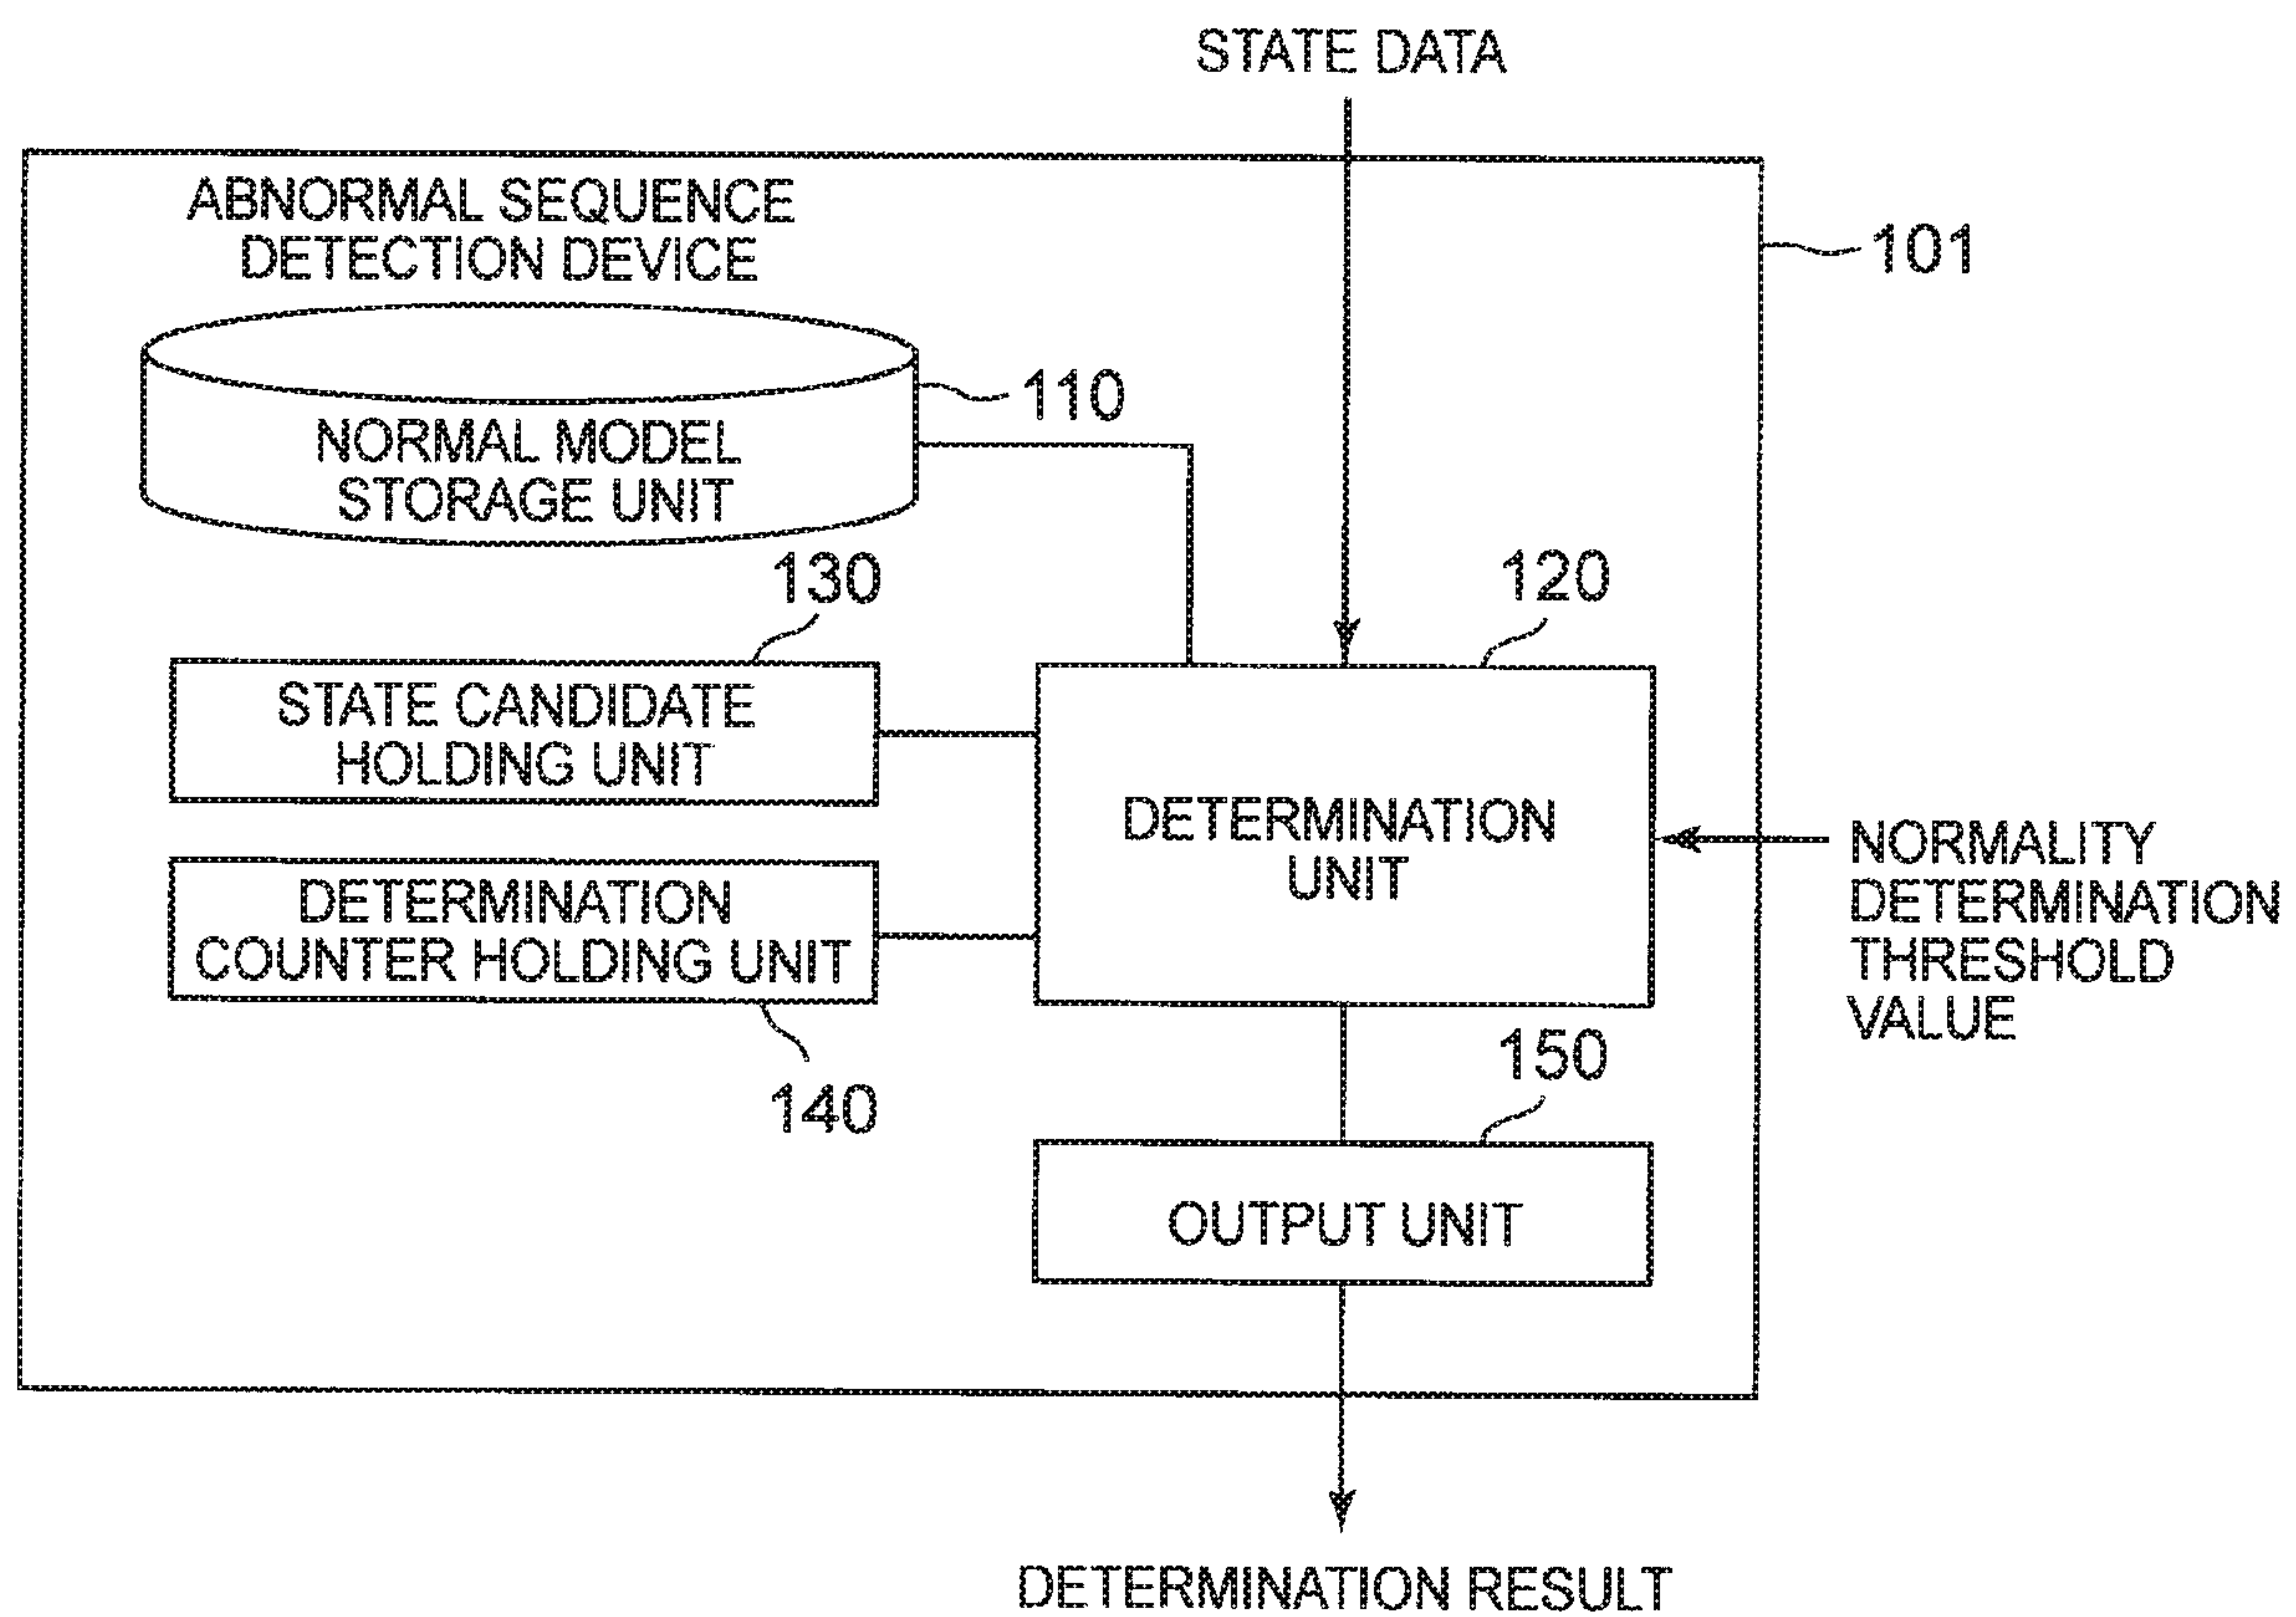 STATE DATA
ABNORMAL SEQUENCE
DETECTION DEVICE
101
110
NORMAL MODEL
STORAGE UNIT
130
120
STATE CANDIDATE
HOLDING UNIT
DETERMINATION
UNIT
NORMALITY
DETERMINATION
THRESHOLD
VALUE
DETERMINATION
COUNTER HOLDING UNIT
140
150
OUTPUT UNIT
DETERMINATION RESULT